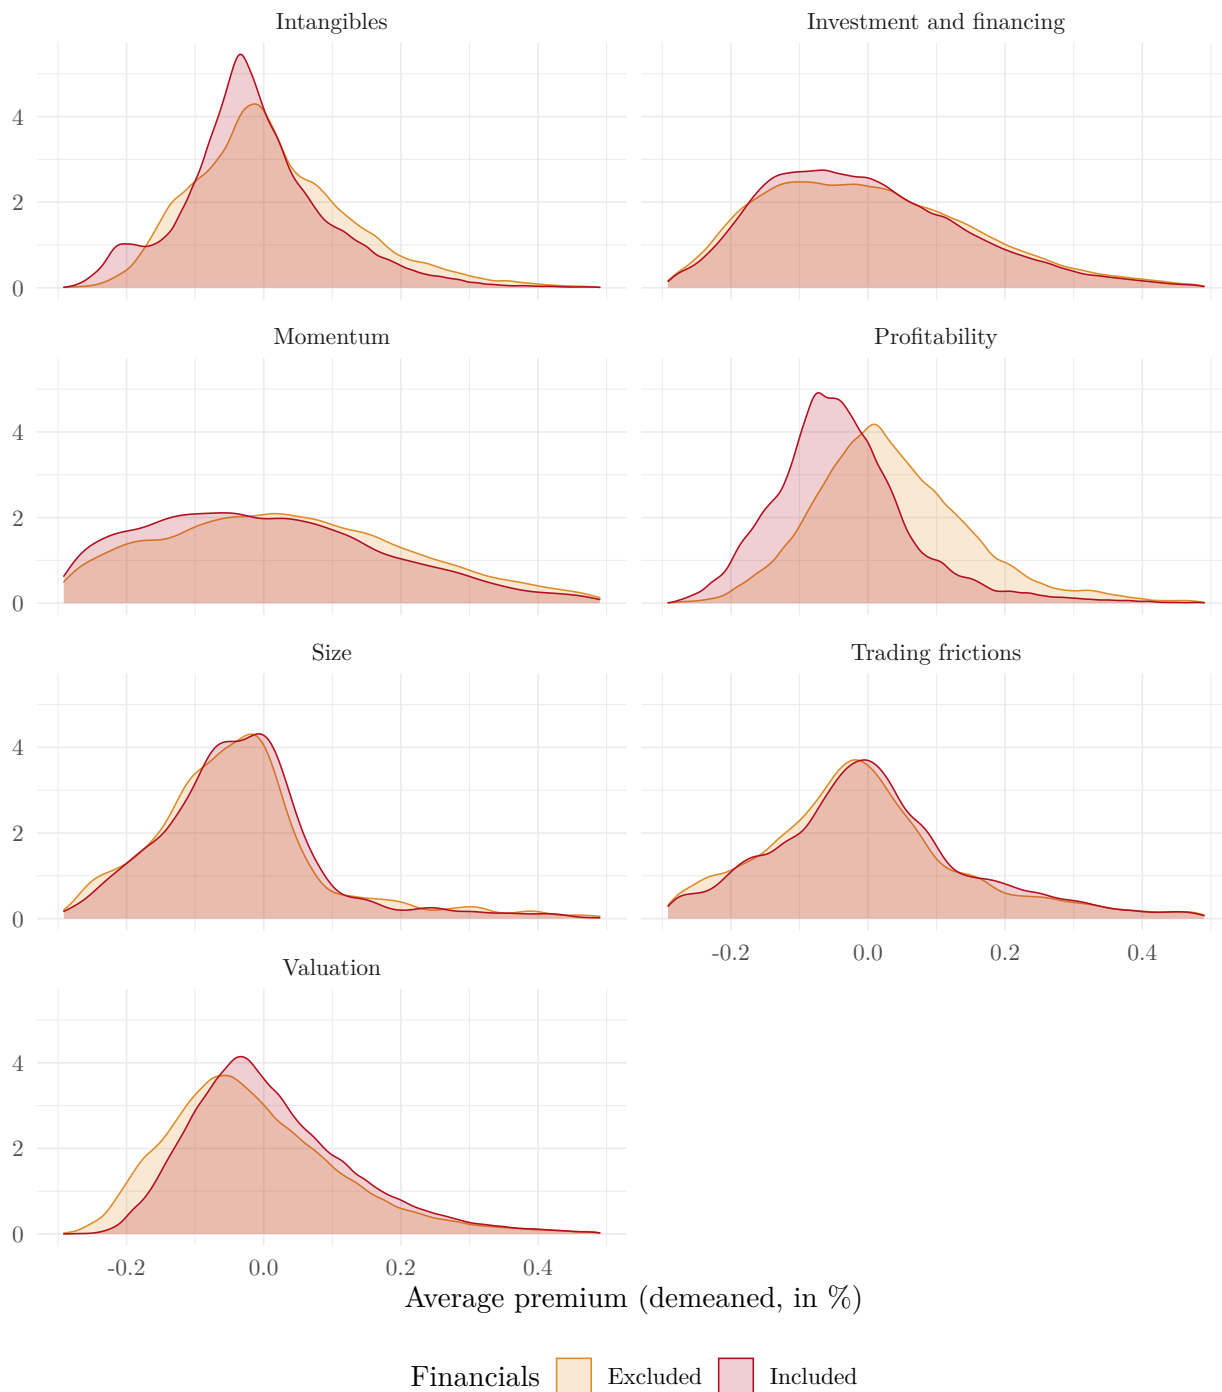 Intangibles
Investment and financing
4
2
0
Momentum
Profitability
4
2
0
Size
Trading frictions
4
2
0
-0.2 0.0 0.2 0.4
Valuation
4
2
0
-0.2 0.0 0.2 0.4
Average premium (demeaned, in %)
Financials Excluded Included